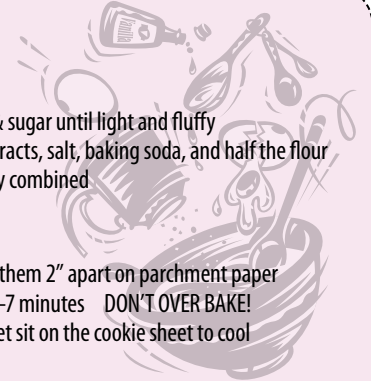 vanilla
& sugar until light and fluffy
racts, salt, baking soda, and half the flour
y combined
them 2” apart on parchment paper
-7 minutes DON’T OVER BAKE!
et sit on the cookie sheet to cool